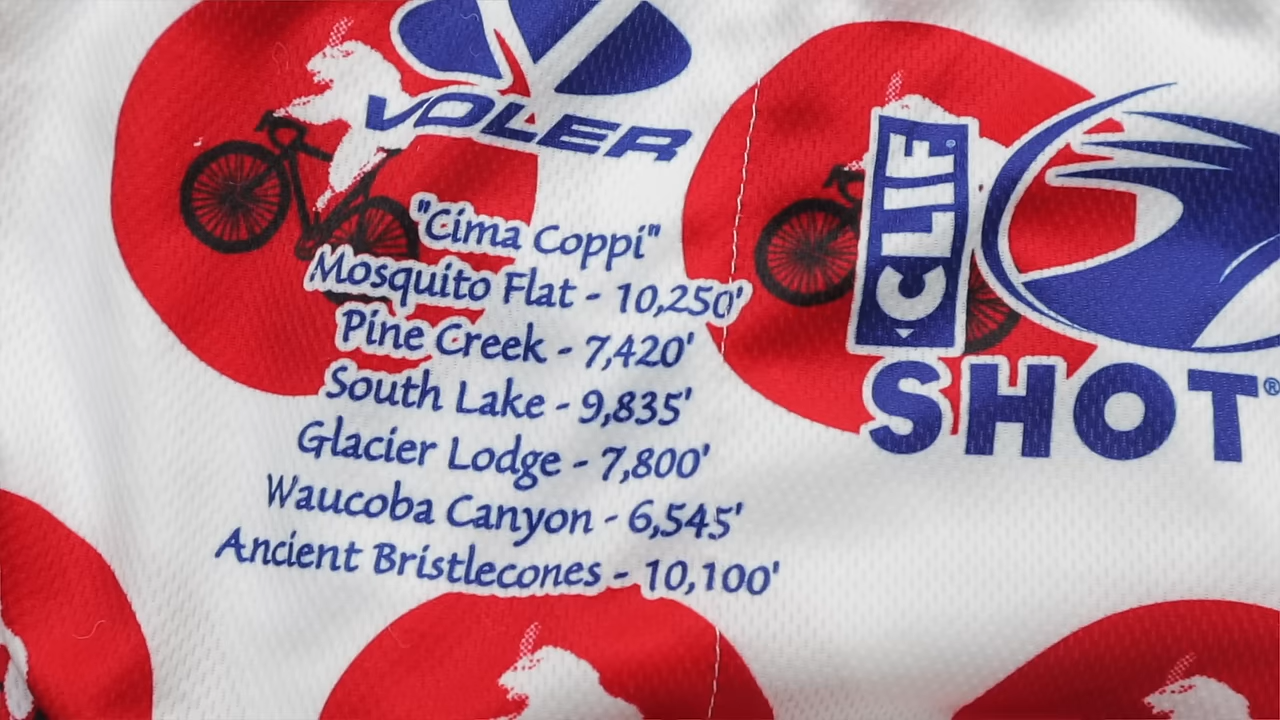 VOLER
"Cima Coppi"
Mosquito Flat - 10,250'
Pine Creek - 7,420'
South Lake - 9,835'
Glacier Lodge - 7,800'
Waucoba Canyon - 6,545'
Ancient Bristlecones - 10,100'
CLIF®
SHOT®